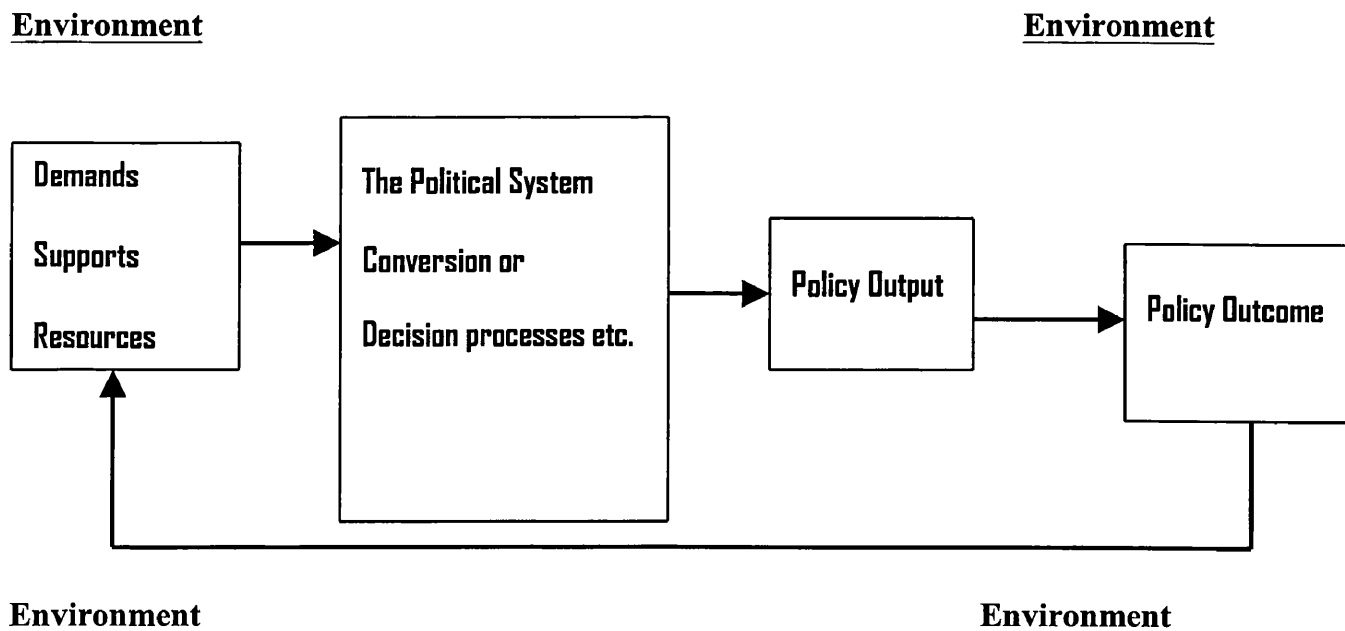 Environment
Environment
Demands
Supports
Resources
The Political System
Conversion or
Decision processes etc.
Policy Output
Policy Outcome
Environment
Environment